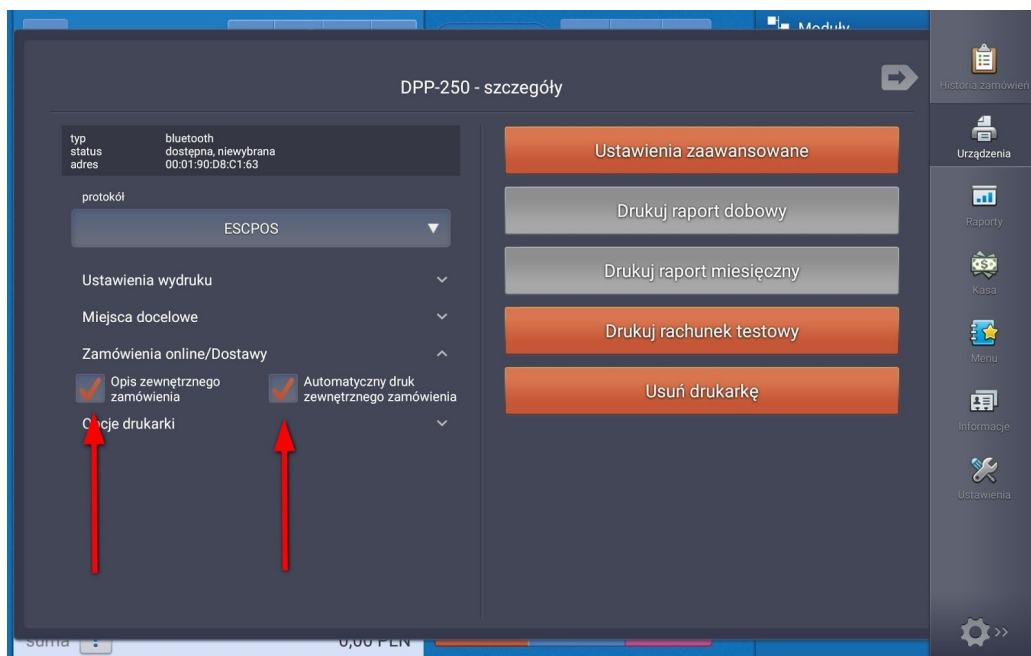 Moduły
DPP-250 - szczegóły
typ bluetooth
status dostępna, niewybrana
adres 00:01:90:D8:C1:63
protokół
ESCPOS
Ustawienia wydruku
Miejsca docelowe
Zamówienia online/Dostawy
Opis zewnętrznego
zamówienia
Automatyczny druk
zewnętrznego zamówienia
Opcje drukarki
Ustawienia zaawansowane
Drukuj raport dobowy
Drukuj raport miesięczny
Drukuj rachunek testowy
Usuń drukarkę
Historia zamówień
Urządzenia
Raporty
Kasa
Menu
Informacje
Ustawienia
suma
0,00 PLN